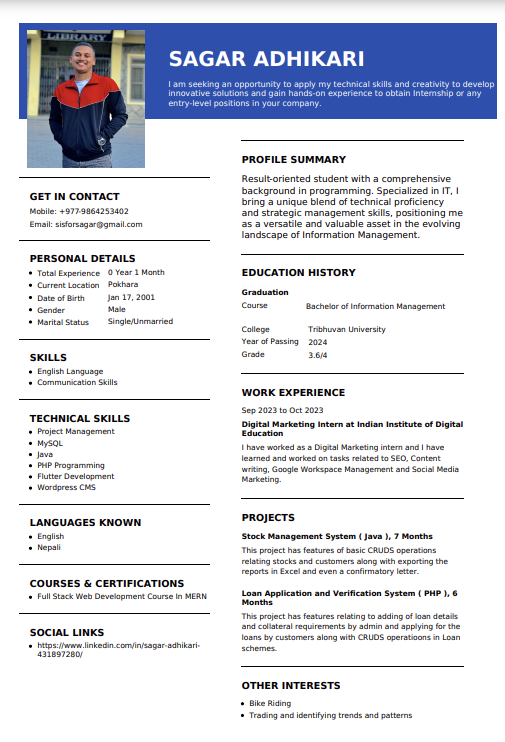 LIBRARY
SAGAR ADHIKARI
I am seeking an opportunity to apply my technical skills and creativity to develop
innovative solutions and gain hands-on experience to obtain Internship or any
entry-level positions in your company.
GET IN CONTACT
Mobile: +977-9864253402
Email: sisforsagar@gmail.com
PERSONAL DETAILS
Total Experience 0 Year 1 Month
Current Location Pokhara
Date of Birth Jan 17, 2001
Gender Male
Marital Status Single/Unmarried
SKILLS
English Language
Communication Skills
TECHNICAL SKILLS
Project Management
MySQL
Java
PHP Programming
Flutter Development
Wordpress CMS
LANGUAGES KNOWN
English
Nepali
COURSES & CERTIFICATIONS
Full Stack Web Development Course In MERN
SOCIAL LINKS
https://www.linkedin.com/in/sagar-adhikari-
431897280/
PROFILE SUMMARY
Result-oriented student with a comprehensive
background in programming. Specialized in IT, I
bring a unique blend of technical proficiency
and strategic management skills, positioning me
as a versatile and valuable asset in the evolving
landscape of Information Management.
EDUCATION HISTORY
Graduation
Course Bachelor of Information Management
College Tribhuvan University
Year of Passing 2024
Grade 3.6/4
WORK EXPERIENCE
Sep 2023 to Oct 2023
Digital Marketing Intern at Indian Institute of Digital
Education
I have worked as a Digital Marketing intern and I have
learned and worked on tasks related to SEO, Content
writing, Google Workspace Management and Social Media
Marketing.
PROJECTS
Stock Management System ( Java ), 7 Months
This project has features of basic CRUDS operations
relating stocks and customers along with exporting the
reports in Excel and even a confirmatory letter.
Loan Application and Verification System ( PHP ), 6
Months
This project has features relating to adding of loan details
and collateral requirements by admin and applying for the
loans by customers along with CRUDS operatioons in Loan
schemes.
OTHER INTERESTS
Bike Riding
Trading and identifying trends and patterns